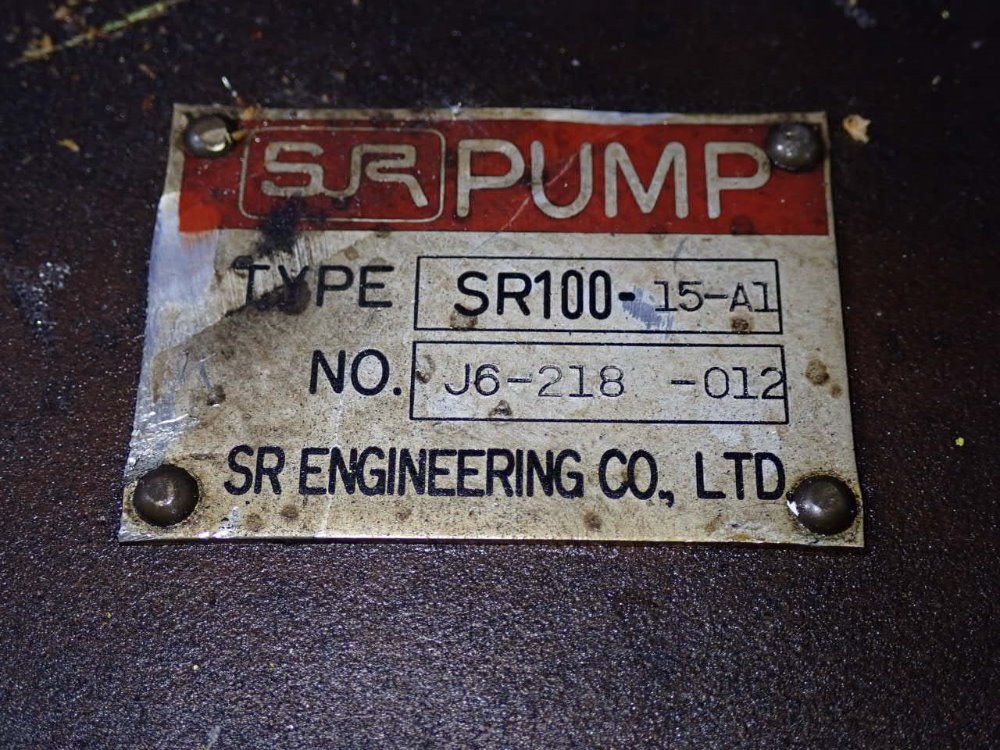 SR PUMP
TYPE SR100-15-A1
NO. J6-218 -012
SR ENGINEERING CO., LTD